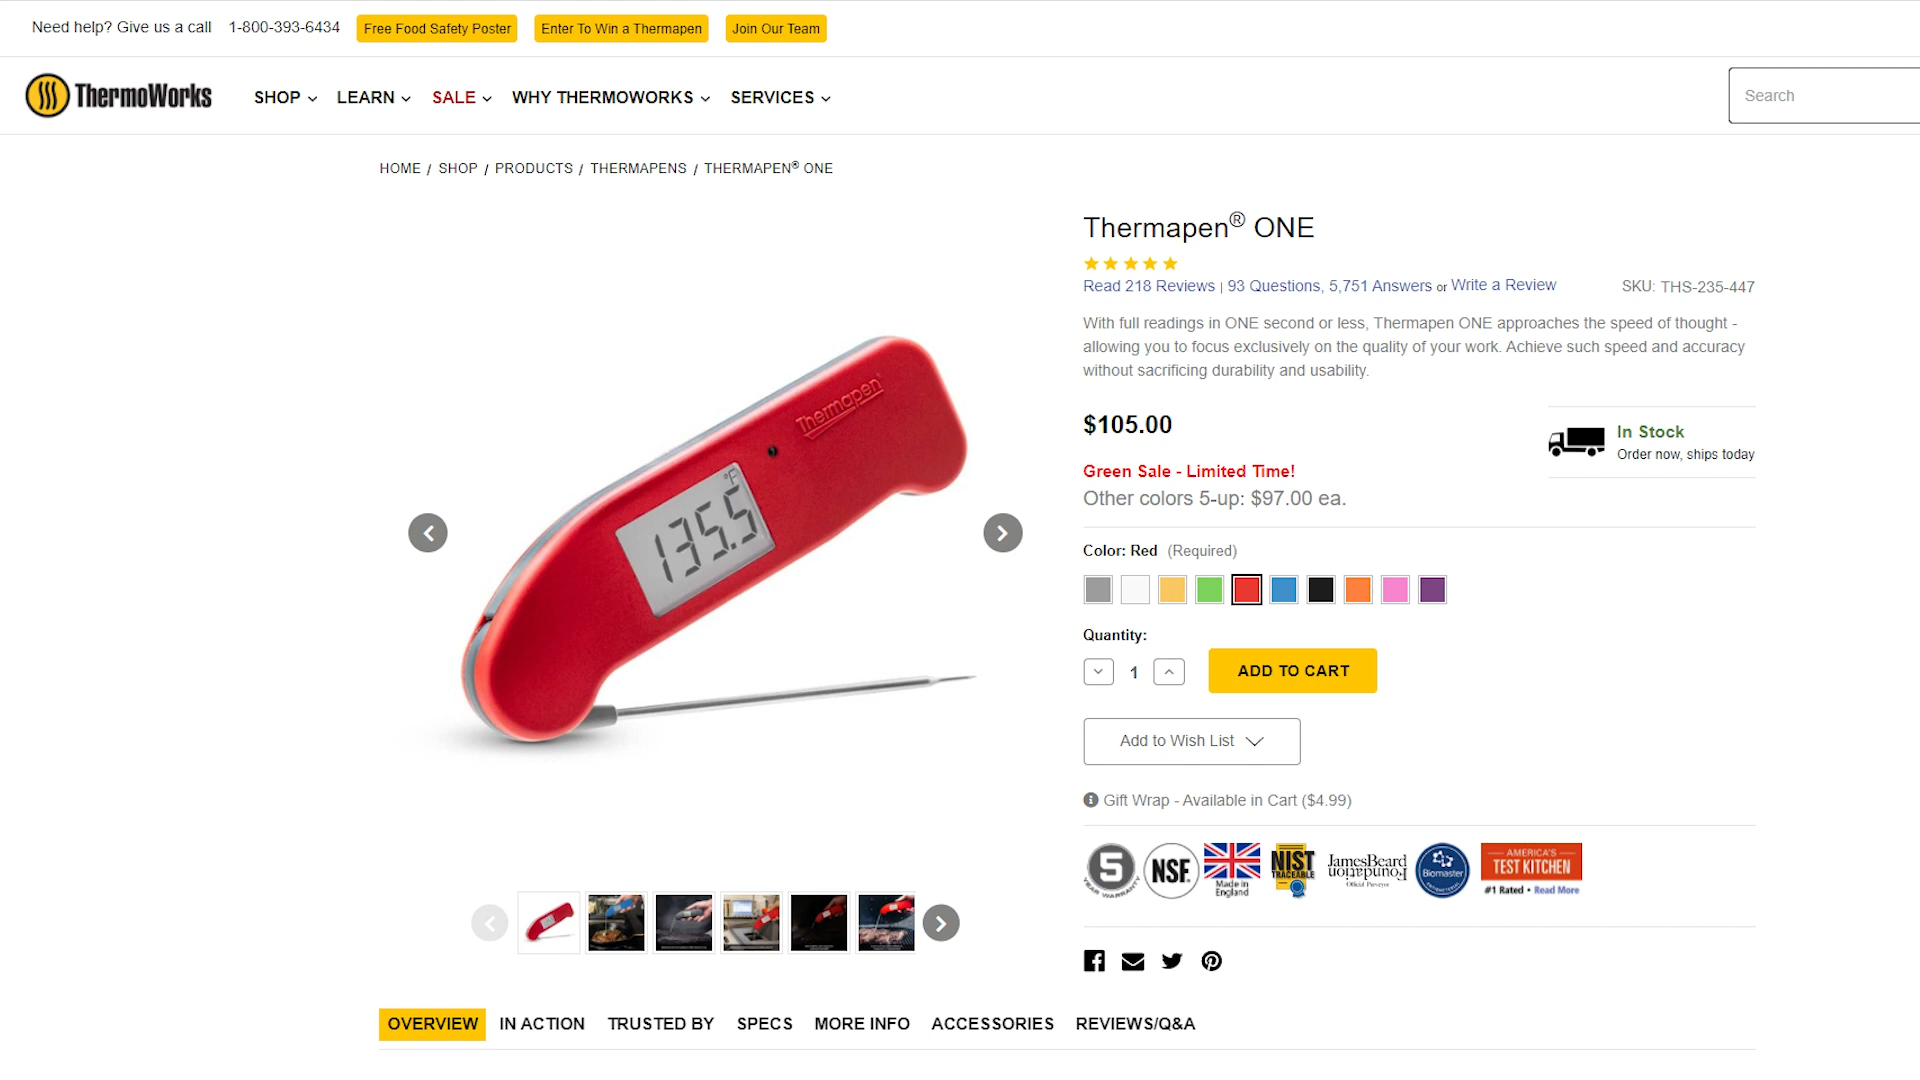 Need help? Give us a call 1-800-393-6434 Free Food Safety Poster Enter To Win a Thermapen Join Our Team
ThermoWorks SHOP LEARN SALE WHY THERMOWORKS SERVICES Search
HOME / SHOP / PRODUCTS / THERMAPENS / THERMAPEN® ONE
Thermapen® ONE
Read 218 Reviews | 93 Questions, 5,751 Answers or Write a Review SKU: THS-235-447
With full readings in ONE second or less, Thermapen ONE approaches the speed of thought -
allowing you to focus exclusively on the quality of your work. Achieve such speed and accuracy
without sacrificing durability and usability.
Thermapen
°F
135.5
$105.00
In Stock
Order now, ships today
Green Sale - Limited Time!
Other colors 5-up: $97.00 ea.
Color: Red (Required)
Quantity:
1 ADD TO CART
Add to Wish List
Gift Wrap - Available in Cart ($4.99)
5
YEAR WARRANTY
NSF
Made in
England
NIST
TRACEABLE
JamesBeard
Foundation
Official Purveyor
Biomaster
AMERICA'S
TEST KITCHEN
#1 Rated • Read More
OVERVIEW IN ACTION TRUSTED BY SPECS MORE INFO ACCESSORIES REVIEWS/Q&A